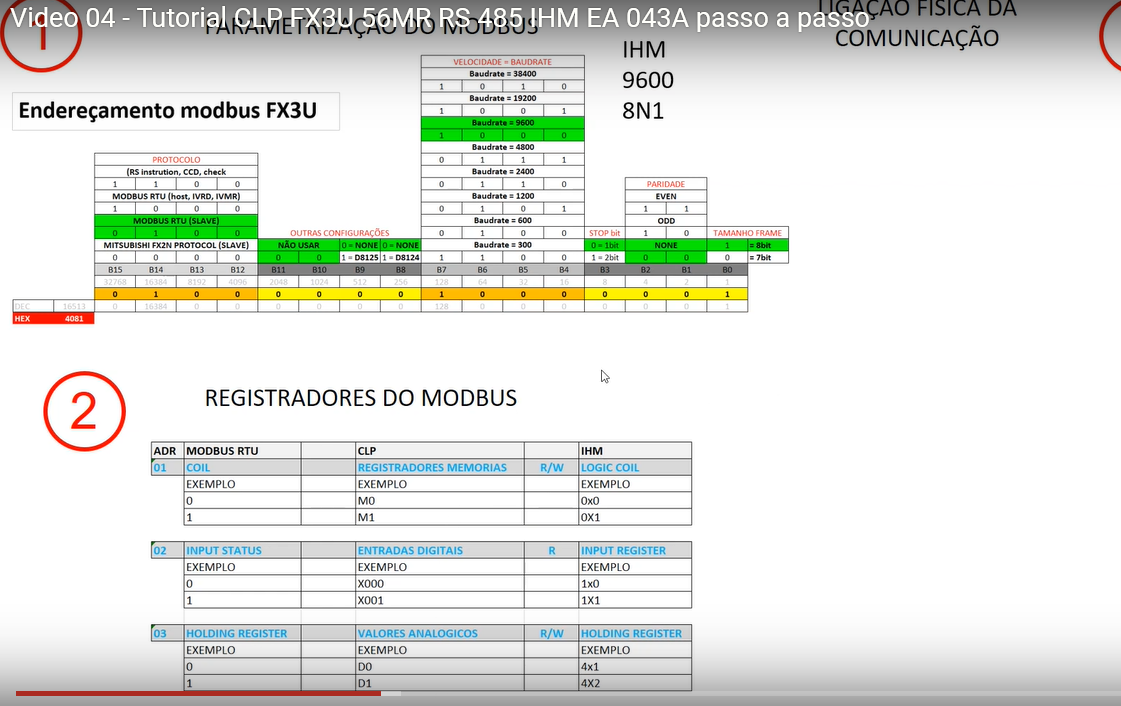 Video 04 - Tutorial CLP FX3U 56MR RS 485 IHM EA 043A passo a passo
1
PARAMETRIZAÇÃO DO MODBUS
LIGAÇÃO FISICA DA
COMUNICAÇÃO
IHM
9600
8N1
Endereçamento modbus FX3U
VELOCIDADE = BAUDRATE
Baudrate = 38400
1 0 1 0
Baudrate = 19200
1 0 0 1
Baudrate = 9600
1 0 0 0
Baudrate = 4800
0 1 1 1
Baudrate = 2400
0 1 1 0
Baudrate = 1200
0 1 0 1
Baudrate = 600
0 1 0 0
Baudrate = 300
1 1 0 0
PROTOCOLO
(RS instrution, CCD, check
1 1 0 0
MODBUS RTU (host, IVRD, IVMR)
1 0 0 0
MODBUS RTU (SLAVE)
0 1 0 0
MITSUBISHI FX2N PROTOCOL (SLAVE)
0 0 0 0
OUTRAS CONFIGURAÇÕES
NÃO USAR 0 = NONE 0 = NONE
0 0 1 = D8125 1 = D8124
STOP bit
0 = 1bit
1 = 2bit
PARIDADE
EVEN
1 1
ODD
1 0
NONE
0 0
TAMANHO FRAME
1 = 8bit
0 = 7bit
B15 B14 B13 B12 B11 B10 B9 B8 B7 B6 B5 B4 B3 B2 B1 B0
32768 16384 8192 4096 2048 1024 512 256 128 64 32 16 8 4 2 1
0 1 0 0 0 0 0 0 1 0 0 0 0 0 0 1
DEC 16513 0 16384 0 0 0 0 0 0 128 0 0 0 0 0 0 1
HEX 4081
2
REGISTRADORES DO MODBUS
ADR MODBUS RTU CLP IHM
01 COIL REGISTRADORES MEMORIAS R/W LOGIC COIL
EXEMPLO EXEMPLO EXEMPLO
0 M0 0x0
1 M1 0X1
02 INPUT STATUS ENTRADAS DIGITAIS R INPUT REGISTER
EXEMPLO EXEMPLO EXEMPLO
0 X000 1x0
1 X001 1X1
03 HOLDING REGISTER VALORES ANALOGICOS R/W HOLDING REGISTER
EXEMPLO EXEMPLO EXEMPLO
0 D0 4x1
1 D1 4X2